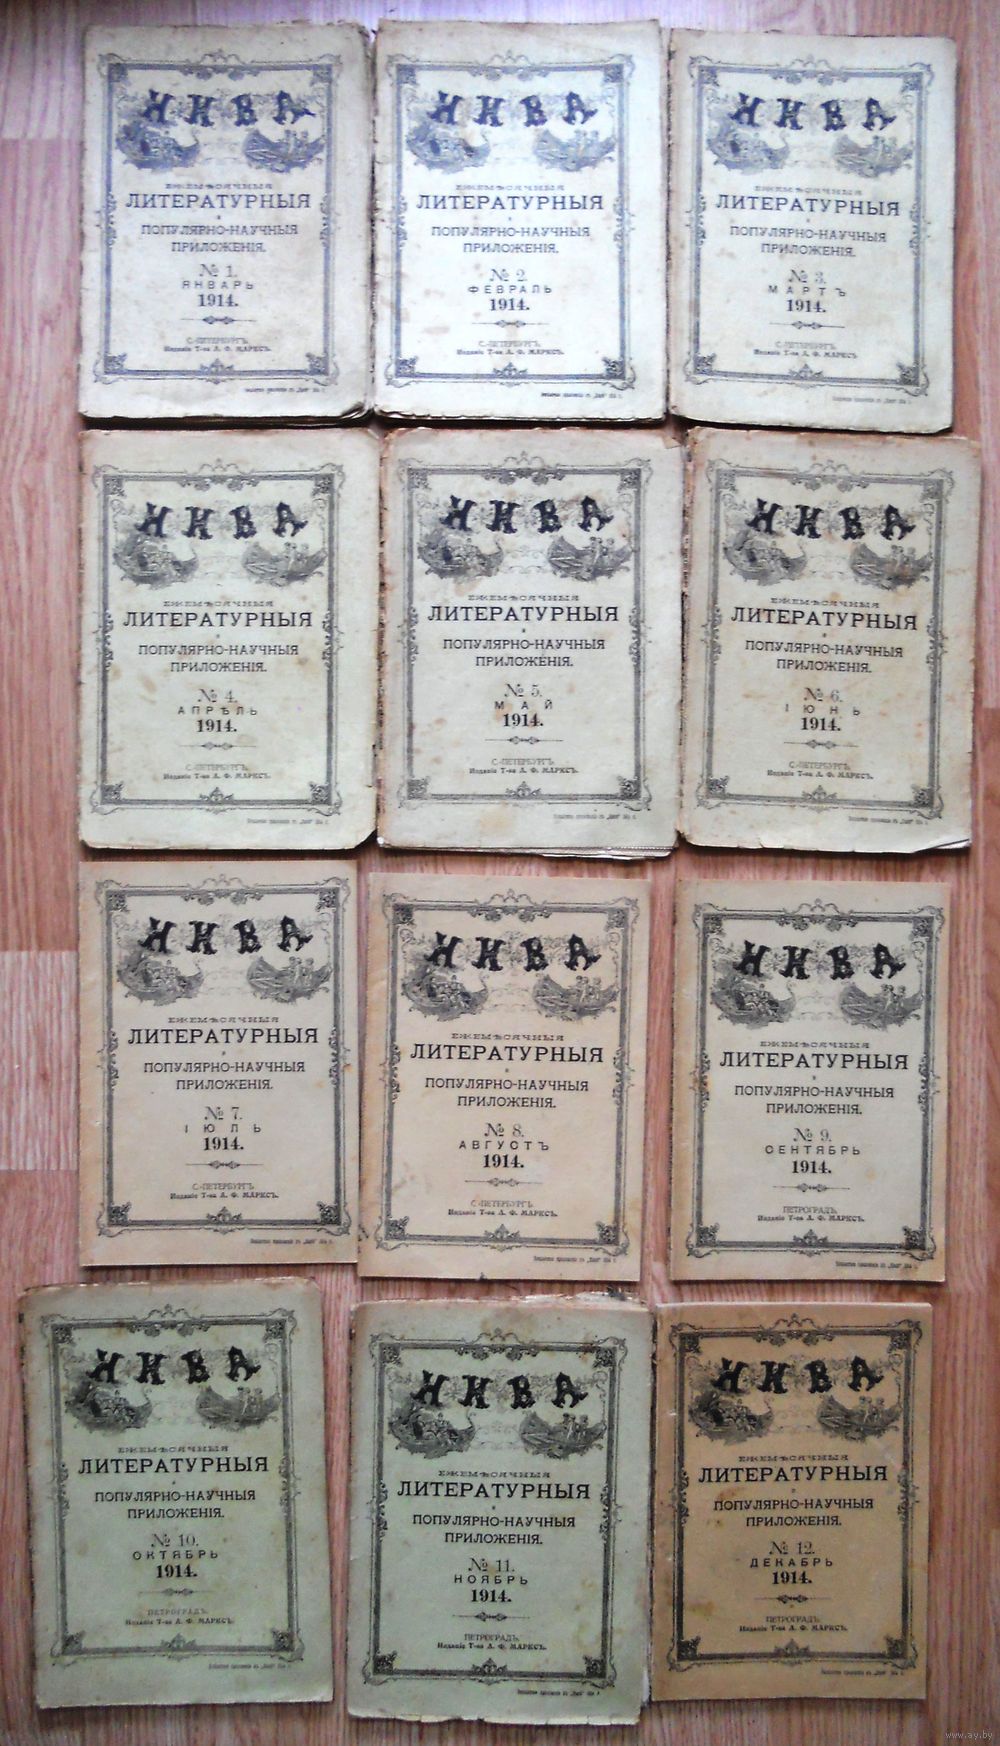 НИВА
ЕЖЕМѢСЯЧНЫЯ
ЛИТЕРАТУРНЫЯ
и
ПОПУЛЯРНО-НАУЧНЫЯ
ПРИЛОЖЕНІЯ.
№ 1.
ЯНВАРЬ
1914.
С.-ПЕТЕРБУРГЪ.
Изданіе Т-ва А. Ф. МАРКСЪ.
НИВА
ЕЖЕМѢСЯЧНЫЯ
ЛИТЕРАТУРНЫЯ
и
ПОПУЛЯРНО-НАУЧНЫЯ
ПРИЛОЖЕНІЯ.
№ 2.
ФЕВРАЛЬ
1914.
С.-ПЕТЕРБУРГЪ.
Изданіе Т-ва А. Ф. МАРКСЪ.
НИВА
ЕЖЕМѢСЯЧНЫЯ
ЛИТЕРАТУРНЫЯ
и
ПОПУЛЯРНО-НАУЧНЫЯ
ПРИЛОЖЕНІЯ.
№ 3.
МАРТЪ
1914.
С.-ПЕТЕРБУРГЪ.
Изданіе Т-ва А. Ф. МАРКСЪ.
НИВА
ЕЖЕМѢСЯЧНЫЯ
ЛИТЕРАТУРНЫЯ
и
ПОПУЛЯРНО-НАУЧНЫЯ
ПРИЛОЖЕНІЯ.
№ 4.
АПРѢЛЬ
1914.
С.-ПЕТЕРБУРГЪ.
Изданіе Т-ва А. Ф. МАРКСЪ.
НИВА
ЕЖЕМѢСЯЧНЫЯ
ЛИТЕРАТУРНЫЯ
и
ПОПУЛЯРНО-НАУЧНЫЯ
ПРИЛОЖЕНІЯ.
№ 5.
МАЙ
1914.
С.-ПЕТЕРБУРГЪ.
Изданіе Т-ва А. Ф. МАРКСЪ.
НИВА
ЕЖЕМѢСЯЧНЫЯ
ЛИТЕРАТУРНЫЯ
и
ПОПУЛЯРНО-НАУЧНЫЯ
ПРИЛОЖЕНІЯ.
№ 6.
ІЮНЬ
1914.
С.-ПЕТЕРБУРГЪ.
Изданіе Т-ва А. Ф. МАРКСЪ.
НИВА
ЕЖЕМѢСЯЧНЫЯ
ЛИТЕРАТУРНЫЯ
и
ПОПУЛЯРНО-НАУЧНЫЯ
ПРИЛОЖЕНІЯ.
№ 7.
ІЮЛЬ
1914.
С.-ПЕТЕРБУРГЪ.
Изданіе Т-ва А. Ф. МАРКСЪ.
НИВА
ЕЖЕМѢСЯЧНЫЯ
ЛИТЕРАТУРНЫЯ
и
ПОПУЛЯРНО-НАУЧНЫЯ
ПРИЛОЖЕНІЯ.
№ 8.
АВГУСТЪ
1914.
С.-ПЕТЕРБУРГЪ.
Изданіе Т-ва А. Ф. МАРКСЪ.
НИВА
ЕЖЕМѢСЯЧНЫЯ
ЛИТЕРАТУРНЫЯ
и
ПОПУЛЯРНО-НАУЧНЫЯ
ПРИЛОЖЕНІЯ.
№ 9.
СЕНТЯБРЬ
1914.
ПЕТРОГРАДЪ.
Изданіе Т-ва А. Ф. МАРКСЪ.
НИВА
ЕЖЕМѢСЯЧНЫЯ
ЛИТЕРАТУРНЫЯ
и
ПОПУЛЯРНО-НАУЧНЫЯ
ПРИЛОЖЕНІЯ.
№ 10.
ОКТЯБРЬ
1914.
ПЕТРОГРАДЪ.
Изданіе Т-ва А. Ф. МАРКСЪ.
НИВА
ЕЖЕМѢСЯЧНЫЯ
ЛИТЕРАТУРНЫЯ
и
ПОПУЛЯРНО-НАУЧНЫЯ
ПРИЛОЖЕНІЯ.
№ 11.
НОЯБРЬ
1914.
ПЕТРОГРАДЪ.
Изданіе Т-ва А. Ф. МАРКСЪ.
НИВА
ЕЖЕМѢСЯЧНЫЯ
ЛИТЕРАТУРНЫЯ
и
ПОПУЛЯРНО-НАУЧНЫЯ
ПРИЛОЖЕНІЯ.
№ 12.
ДЕКАБРЬ
1914.
ПЕТРОГРАДЪ.
Изданіе Т-ва А. Ф. МАРКСЪ.
www.ay.by